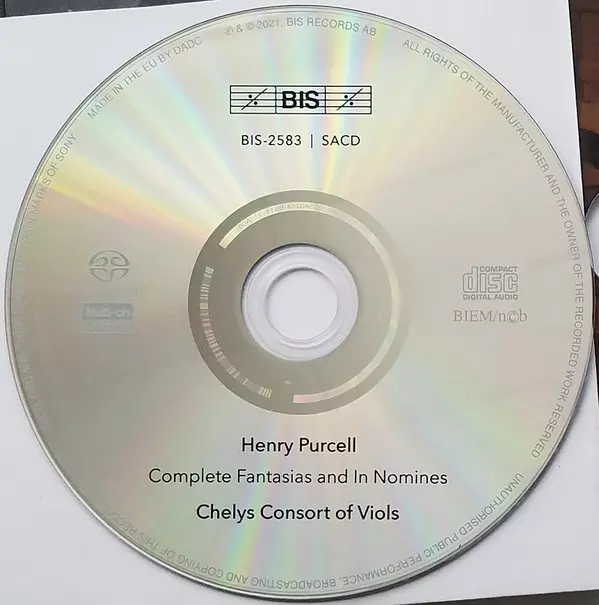 MADE IN THE EU BY DADC
℗ & © 2021, BIS RECORDS AB
ALL RIGHTS OF THE MANUFACTURER AND THE OWNER OF THE RECORDED WORK RESERVED
UNAUTHORISED PUBLIC PERFORMANCE, BROADCASTING AND COPYING OF THIS RECORD
BIS
BIS-2583 | SACD
Multi-ch
COMPACT
disc
DIGITAL AUDIO
BIEM/n©b
Henry Purcell
Complete Fantasias and In Nomines
Chelys Consort of Viols